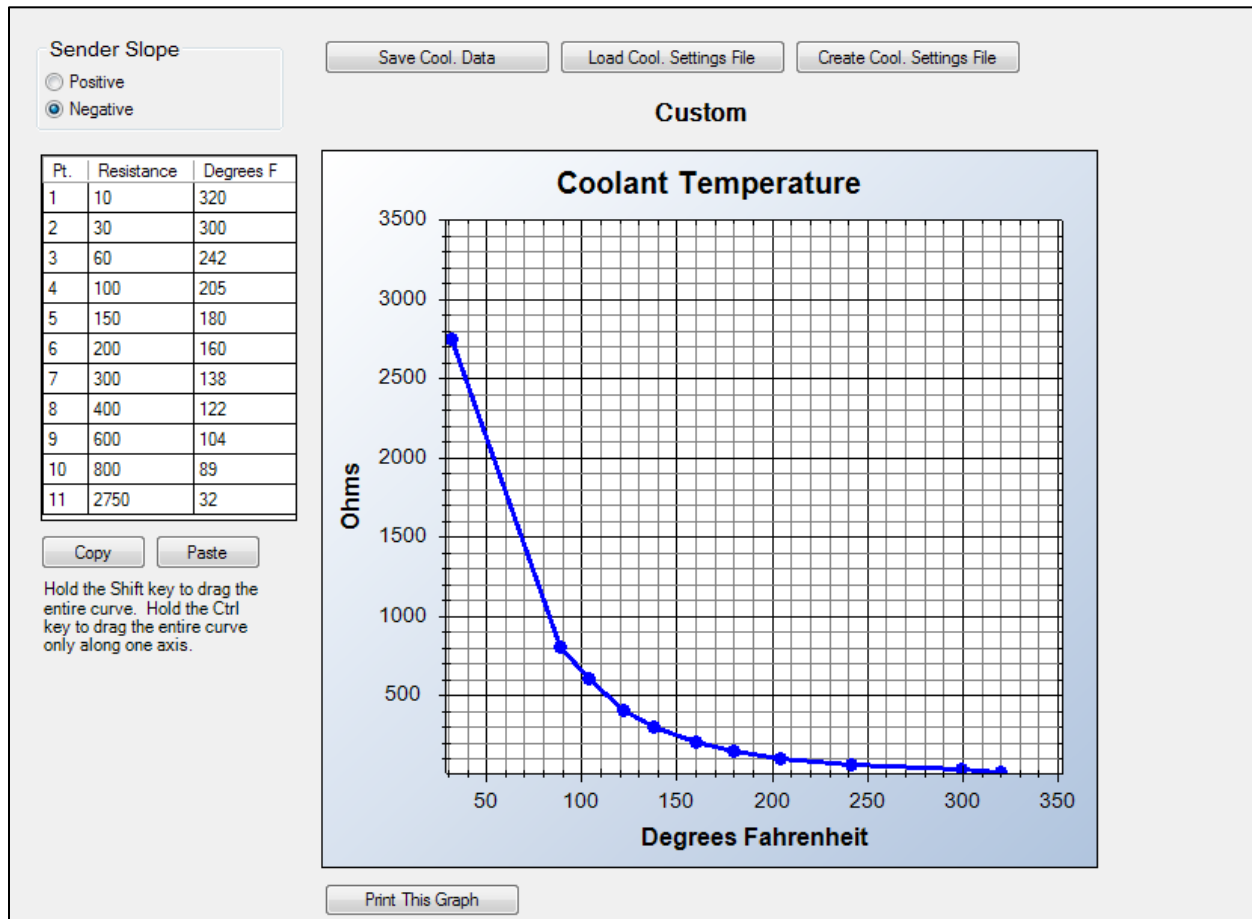 Sender Slope
Positive
Negative
Save Cool. Data
Load Cool. Settings File
Create Cool. Settings File
Custom
Pt. Resistance Degrees F
1 10 320
2 30 300
3 60 242
4 100 205
5 150 180
6 200 160
7 300 138
8 400 122
9 600 104
10 800 89
11 2750 32
Copy
Paste
Hold the Shift key to drag the
entire curve. Hold the Ctrl
key to drag the entire curve
only along one axis.
Coolant Temperature
3500
3000
2500
2000
1500
1000
500
Ohms
50 100 150 200 250 300 350
Degrees Fahrenheit
Print This Graph